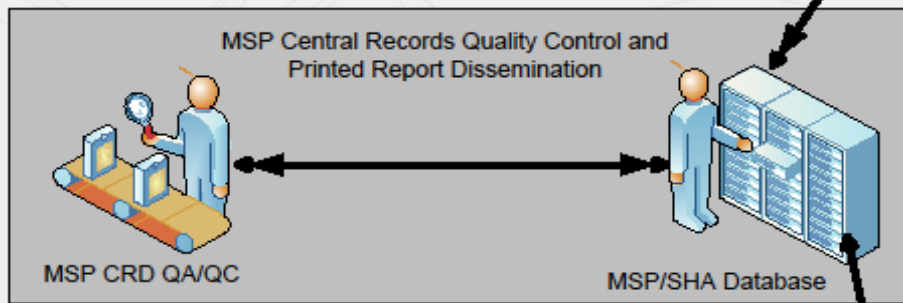 MSP Central Records Quality Control and
Printed Report Dissemination
MSP CRD QA/QC
MSP/SHA Database